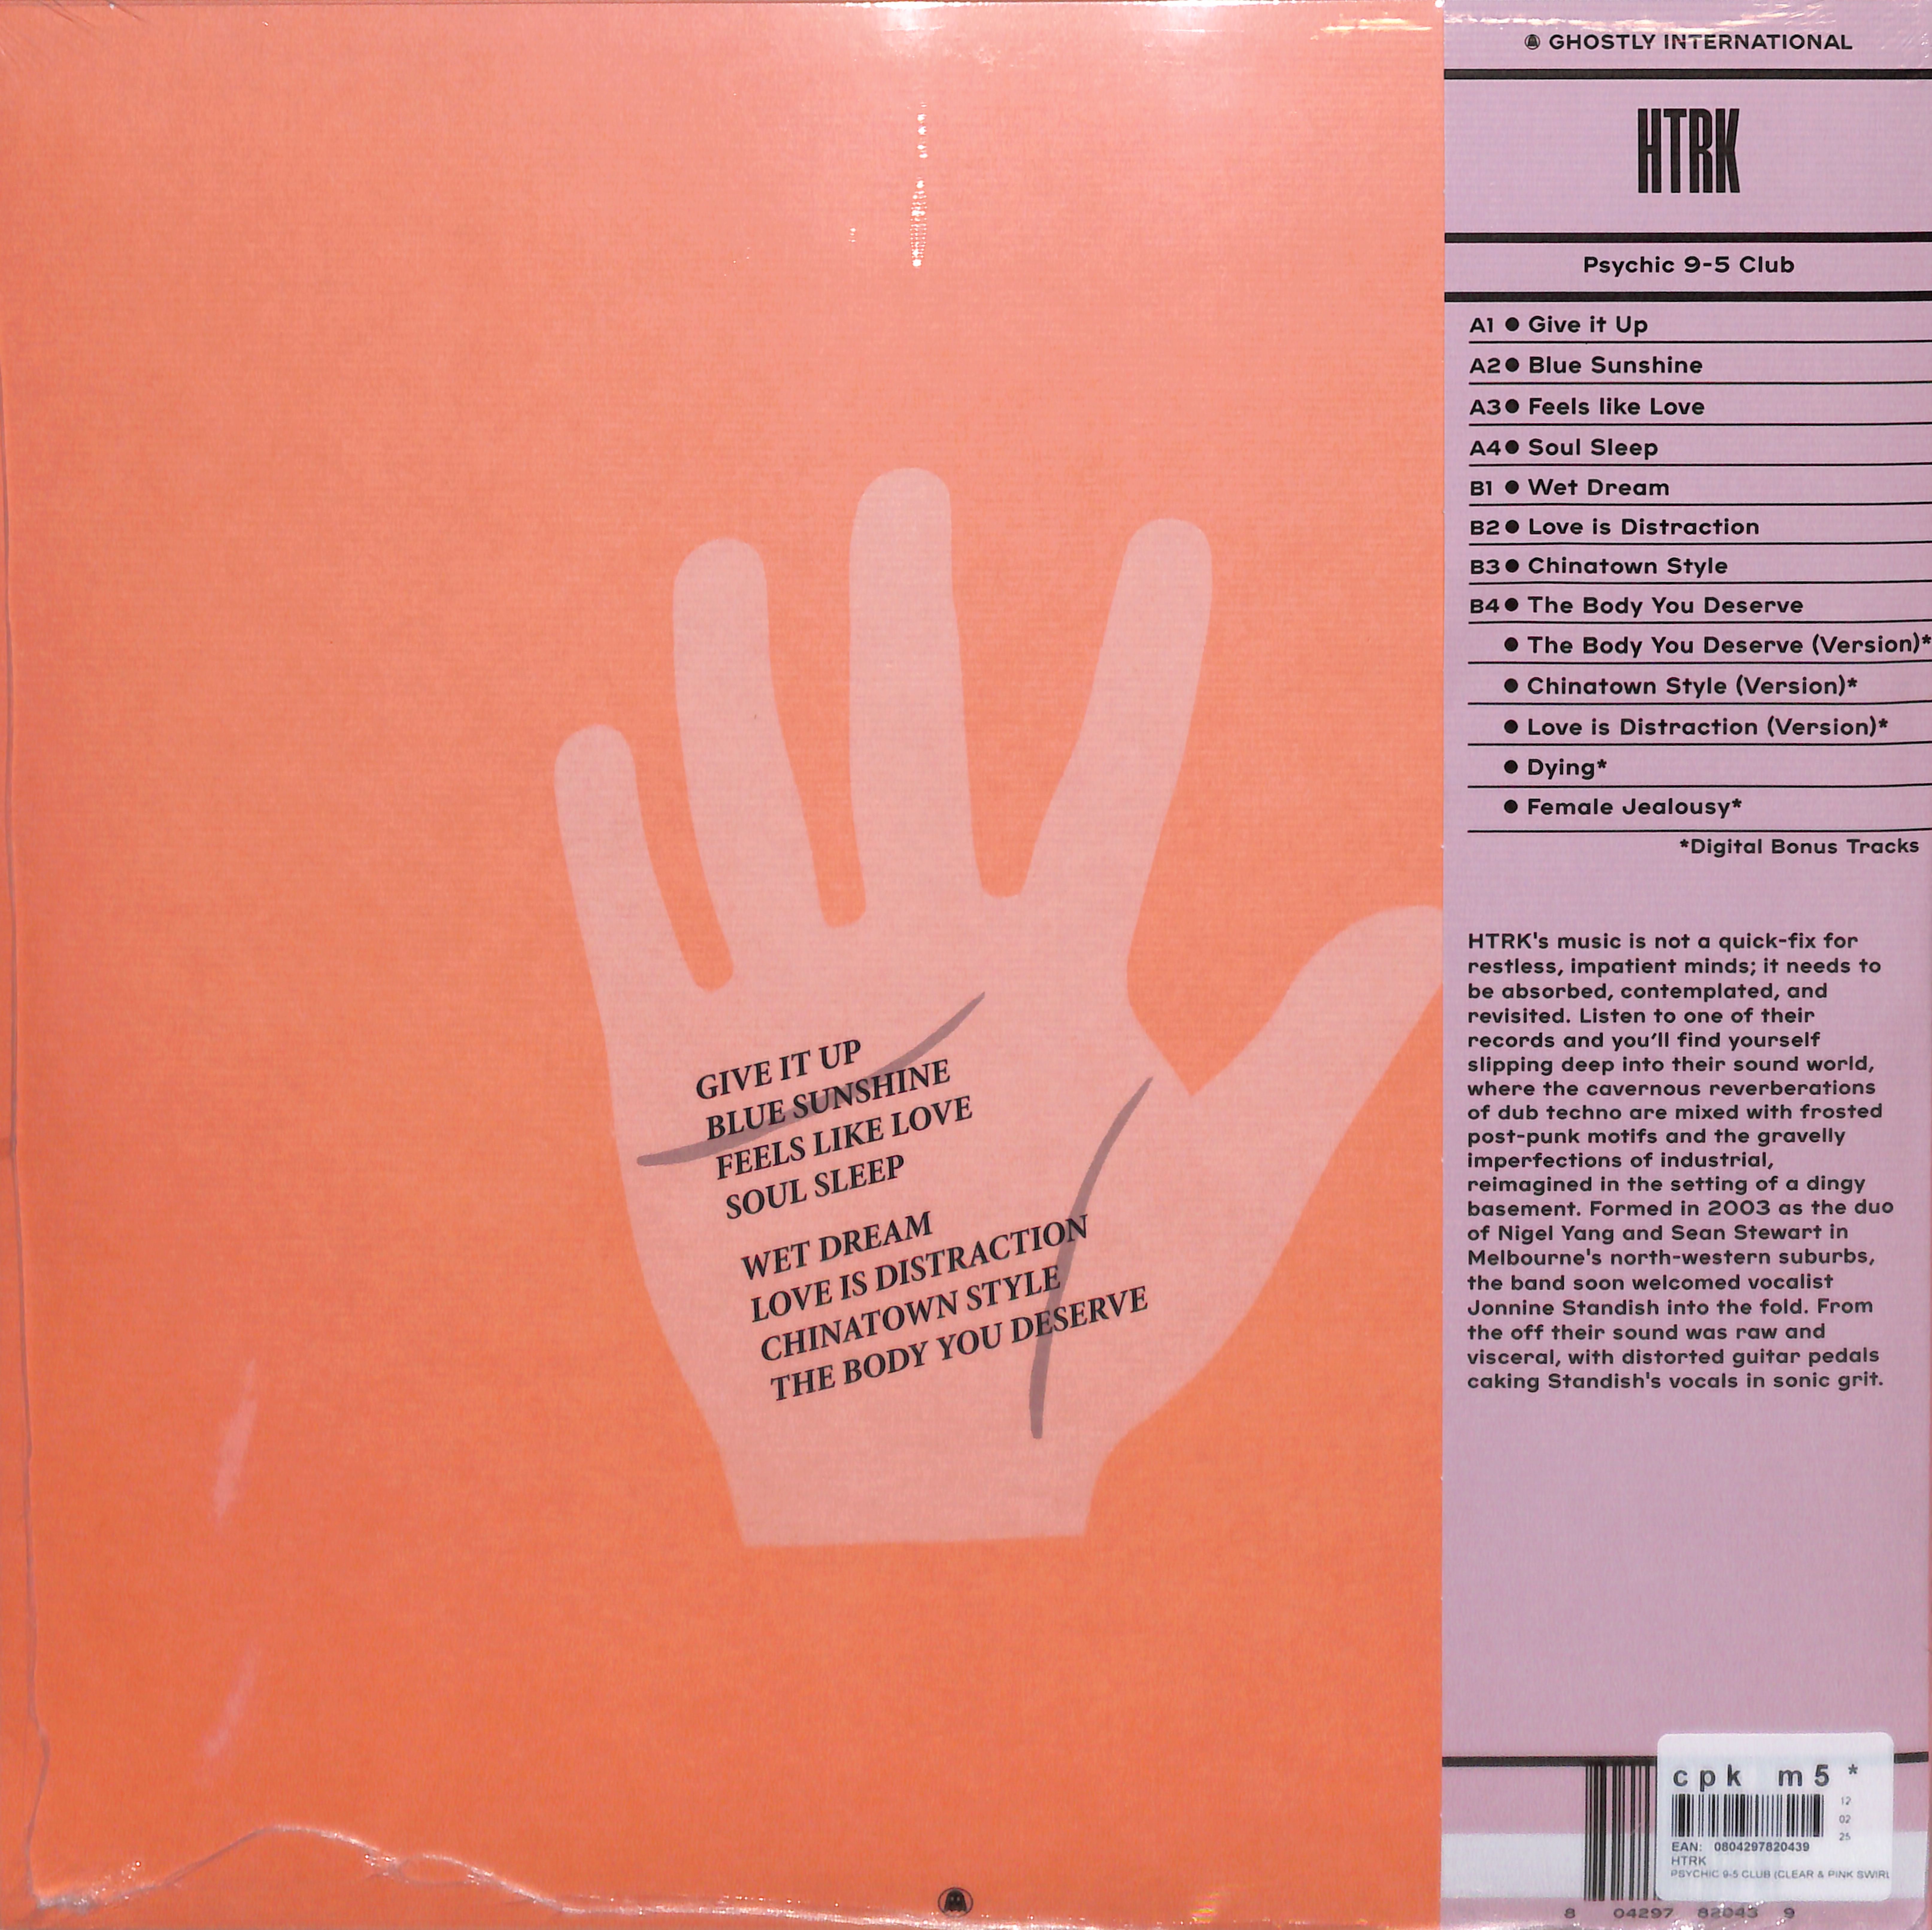 GHOSTLY INTERNATIONAL
HTRK
Psychic 9-5 Club
A1 ● Give it Up
A2 ● Blue Sunshine
A3 ● Feels like Love
A4 ● Soul Sleep
B1 ● Wet Dream
B2 ● Love is Distraction
B3 ● Chinatown Style
B4 ● The Body You Deserve
● The Body You Deserve (Version)*
● Chinatown Style (Version)*
● Love is Distraction (Version)*
● Dying*
● Female Jealousy*
*Digital Bonus Tracks
HTRK's music is not a quick-fix for
restless, impatient minds; it needs to
be absorbed, contemplated, and
revisited. Listen to one of their
records and you'll find yourself
slipping deep into their sound world,
where the cavernous reverberations
of dub techno are mixed with frosted
post-punk motifs and the gravelly
imperfections of industrial,
reimagined in the setting of a dingy
basement. Formed in 2003 as the duo
of Nigel Yang and Sean Stewart in
Melbourne's north-western suburbs,
the band soon welcomed vocalist
Jonnine Standish into the fold. From
the off their sound was raw and
visceral, with distorted guitar pedals
caking Standish's vocals in sonic grit.
GIVE IT UP
BLUE SUNSHINE
FEELS LIKE LOVE
SOUL SLEEP
WET DREAM
LOVE IS DISTRACTION
CHINATOWN STYLE
THE BODY YOU DESERVE
cpk m5 *
12
02
25
EAN: 0804297820439
HTRK
PSYCHIC 9-5 CLUB (CLEAR & PINK SWIRL
8 04297 82043 9